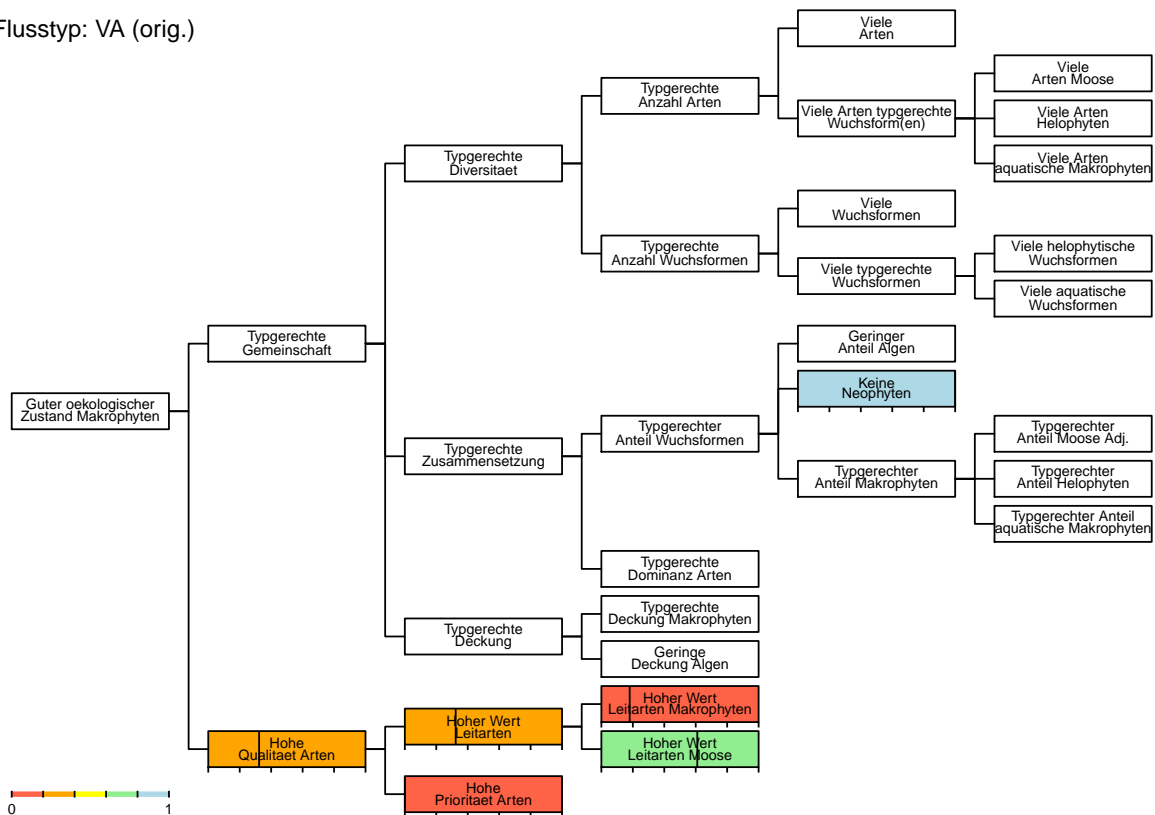 Flusstyp: VA (orig.)
Viele
Arten
Viele
Arten Moose
Typgerechte
Anzahl Arten
Viele Arten typgerechte
Wuchsform(en)
Viele Arten
Helophyten
Viele Arten
aquatische Makrophyten
Typgerechte
Diversitaet
Viele
Wuchsformen
Typgerechte
Anzahl Wuchsformen
Viele helophytische
Wuchsformen
Viele typgerechte
Wuchsformen
Viele aquatische
Wuchsformen
Typgerechte
Gemeinschaft
Geringer
Anteil Algen
Keine
Neophyten
Guter oekologischer
Zustand Makrophyten
Typgerechte
Zusammensetzung
Typgerechter
Anteil Wuchsformen
Typgerechter
Anteil Moose Adj.
Typgerechter
Anteil Makrophyten
Typgerechter
Anteil Helophyten
Typgerechter Anteil
aquatische Makrophyten
Typgerechte
Dominanz Arten
Typgerechte
Deckung
Typgerechte
Deckung Makrophyten
Geringe
Deckung Algen
Hohe
Qualitaet Arten
Hoher Wert
Leitarten
Hoher Wert
Leitarten Makrophyten
Hoher Wert
Leitarten Moose
Hohe
Prioritaet Arten
0 1